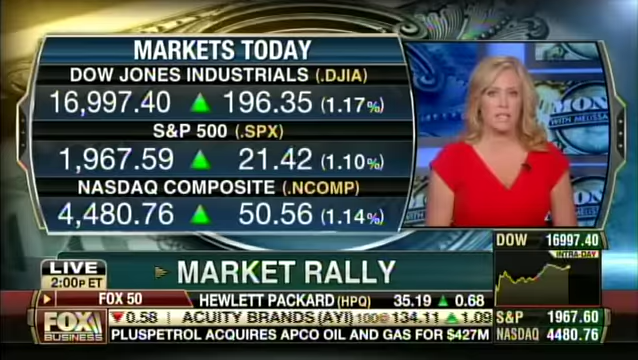 MARKETS TODAY
DOW JONES INDUSTRIALS (.DJIA)
16,997.40 ▲ 196.35 (1.17%)
S&P 500 (.SPX)
1,967.59 ▲ 21.42 (1.10%)
NASDAQ COMPOSITE (.NCOMP)
4,480.76 ▲ 50.56 (1.14%)
MON
WITH MELISSA
DOW 16997.40
INTRA-DAY
LIVE
2:00P ET
MARKET RALLY
FOX 50
HEWLETT PACKARD (HPQ) 35.19 ▲ 0.68
FOX
BUSINESS
▼0.58 ACUITY BRANDS (AYI) 100@ 134.11 ▲ 1.09
S&P 1967.60
PLUSPETROL ACQUIRES APCO OIL AND GAS FOR $427M
NASDAQ 4480.76